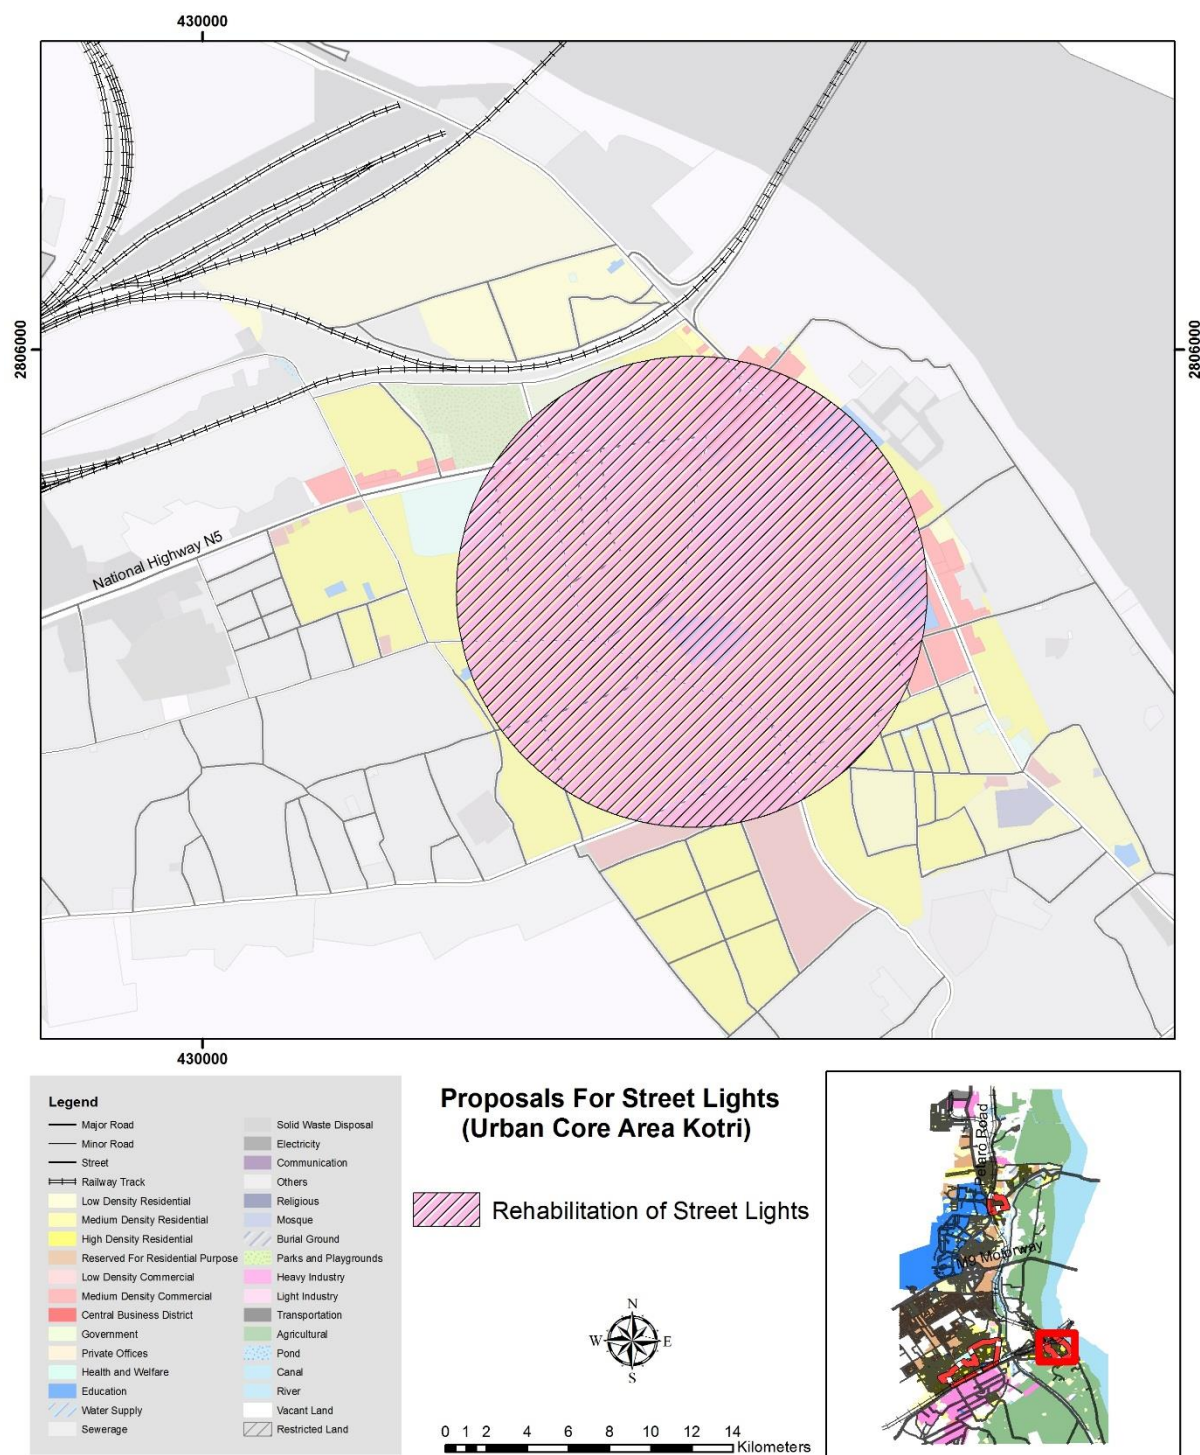 430000
2806000
2806000
National Highway N5
430000
Legend
Major Road
Minor Road
Street
Railway Track
Low Density Residential
Medium Density Residential
High Density Residential
Reserved For Residential Purpose
Low Density Commercial
Medium Density Commercial
Central Business District
Government
Private Offices
Health and Welfare
Education
Water Supply
Sewerage
Solid Waste Disposal
Electricity
Communication
Others
Religious
Mosque
Burial Ground
Parks and Playgrounds
Heavy Industry
Light Industry
Transportation
Agricultural
Pond
Canal
River
Vacant Land
Restricted Land
Proposals For Street Lights
(Urban Core Area Kotri)
Rehabilitation of Street Lights
N
W E
S
0 1 2 4 6 8 10 12 14
Kilometers
Petaro Road
M9 Motorway